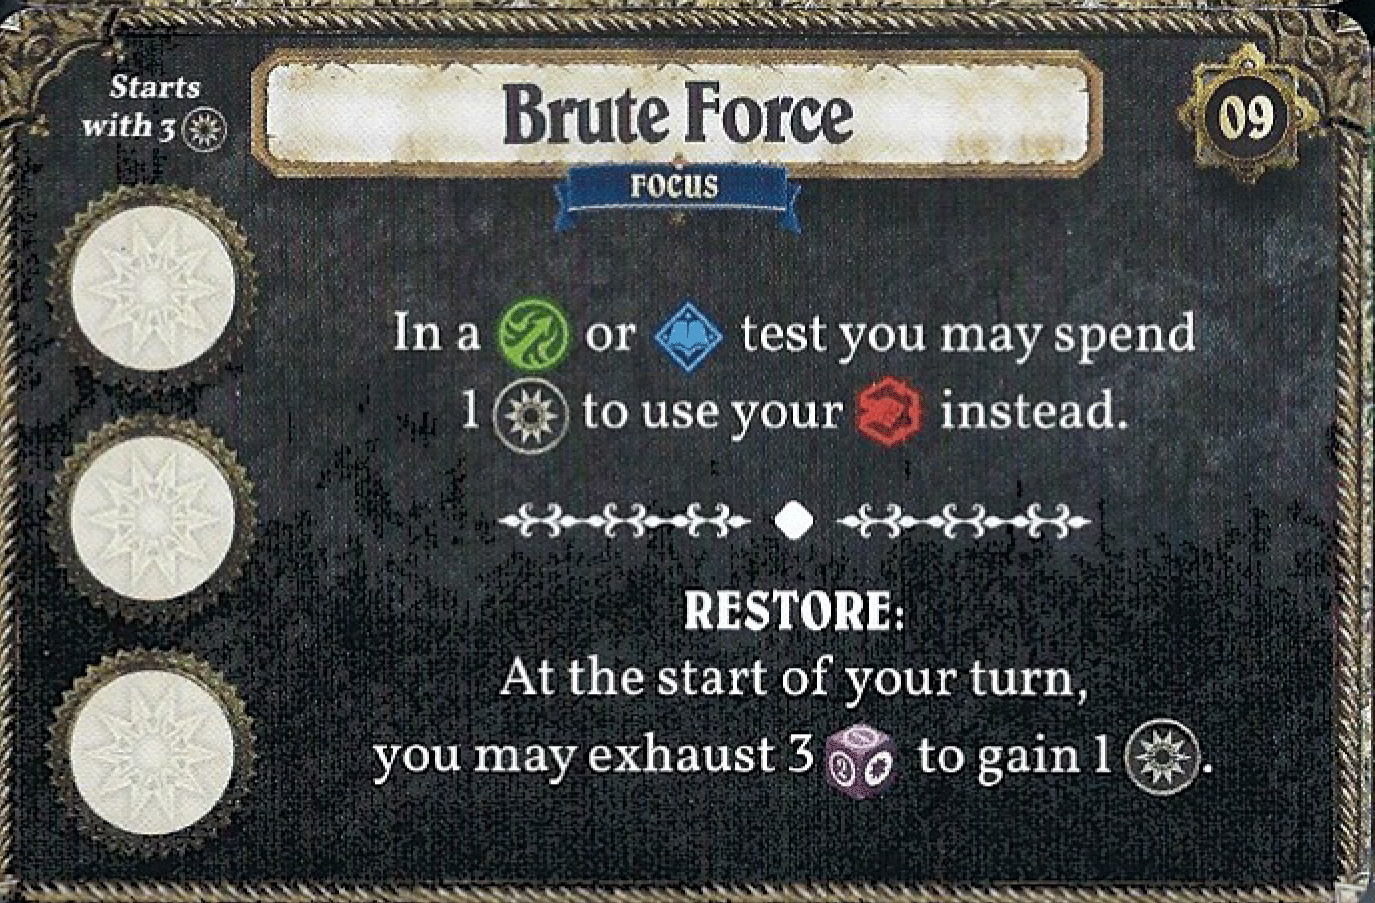 Starts
with 3
Brute Force
09
FOCUS
In a or test you may spend
1 to use your instead.
RESTORE:
At the start of your turn,
you may exhaust 3 to gain 1 .